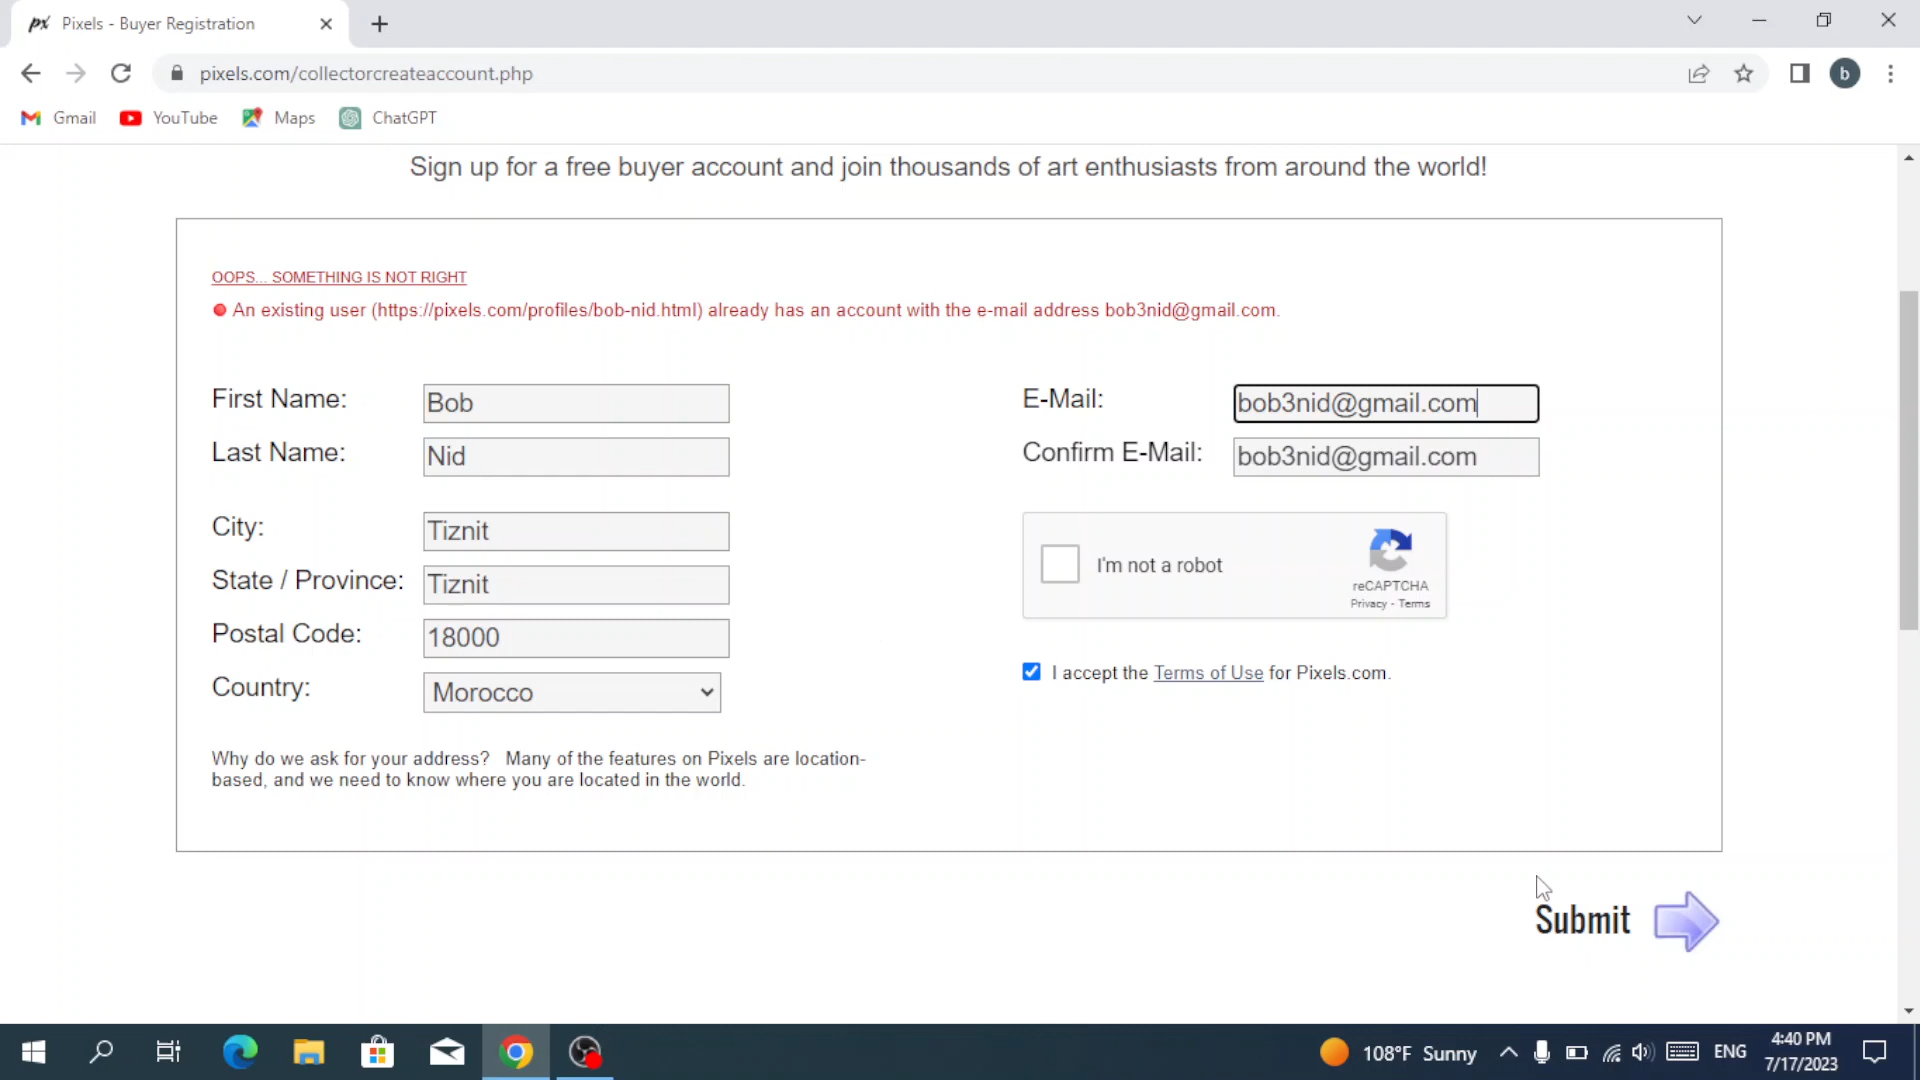 Pixels - Buyer Registration
pixels.com/collectorcreateaccount.php
b
Gmail
YouTube
Maps
ChatGPT
Sign up for a free buyer account and join thousands of art enthusiasts from around the world!
OOPS... SOMETHING IS NOT RIGHT
An existing user (https://pixels.com/profiles/bob-nid.html) already has an account with the e-mail address bob3nid@gmail.com.
First Name: Bob
Last Name: Nid
City: Tiznit
State / Province: Tiznit
Postal Code: 18000
Country: Morocco
Why do we ask for your address? Many of the features on Pixels are location-
based, and we need to know where you are located in the world.
E-Mail: bob3nid@gmail.com
Confirm E-Mail: bob3nid@gmail.com
I'm not a robot
reCAPTCHA
Privacy - Terms
I accept the Terms of Use for Pixels.com.
Submit
108°F Sunny
ENG
4:40 PM
7/17/2023